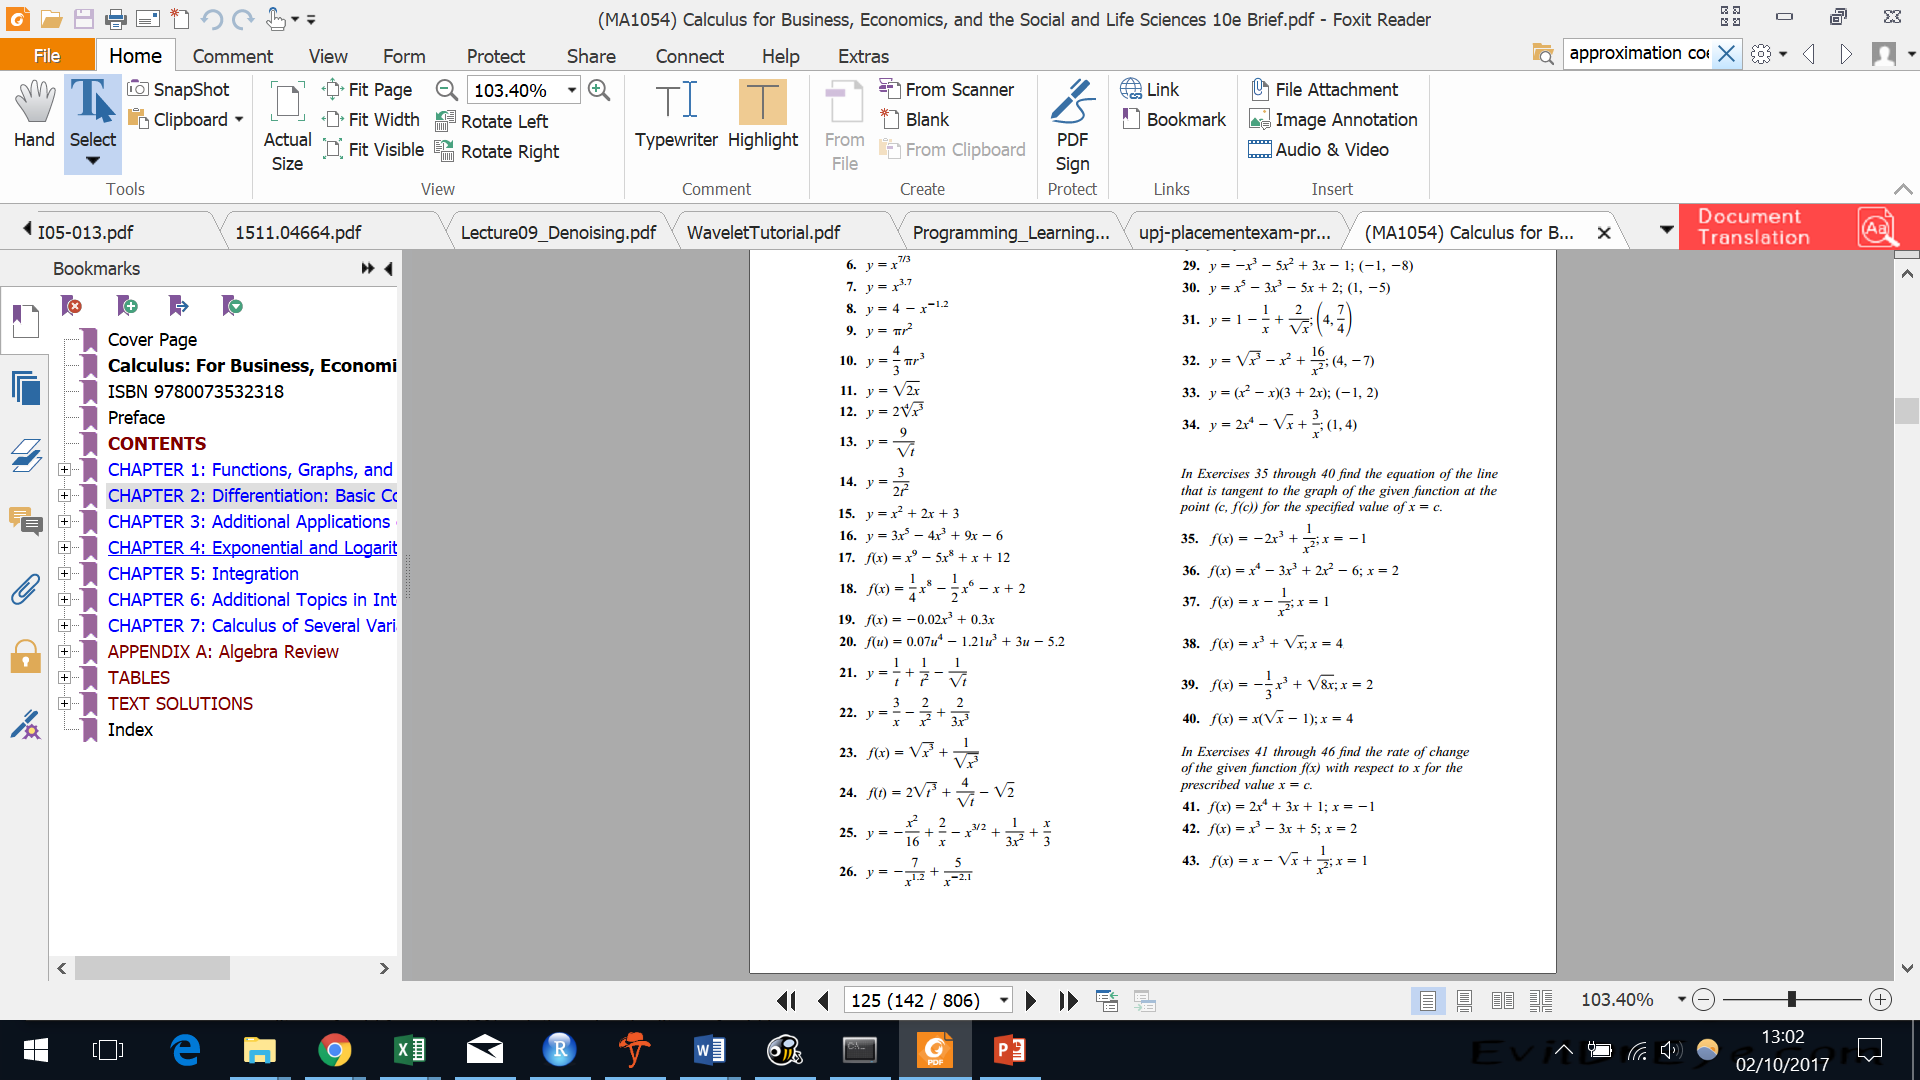 (MA1054) Calculus for Business, Economics, and the Social and Life Sciences 10e Brief.pdf - Foxit Reader
File Home Comment View Form Protect Share Connect Help Extras
approximation coe
Hand
Select
SnapShot
Clipboard
Tools
Actual Size
Fit Page
Fit Width
Fit Visible
103.40%
Rotate Left
Rotate Right
View
Typewriter
Highlight
Comment
From File
From Scanner
Blank
From Clipboard
Create
PDF Sign
Protect
Link
Bookmark
Links
File Attachment
Image Annotation
Audio & Video
Insert
I05-013.pdf
1511.04664.pdf
Lecture09_Denoising.pdf
WaveletTutorial.pdf
Programming_Learning...
upj-placementexam-pr...
(MA1054) Calculus for B...
Document Translation
Bookmarks
Cover Page
Calculus: For Business, Economi
ISBN 9780073532318
Preface
CONTENTS
CHAPTER 1: Functions, Graphs, and
CHAPTER 2: Differentiation: Basic Co
CHAPTER 3: Additional Applications
CHAPTER 4: Exponential and Logarit
CHAPTER 5: Integration
CHAPTER 6: Additional Topics in Int
CHAPTER 7: Calculus of Several Vari
APPENDIX A: Algebra Review
TABLES
TEXT SOLUTIONS
Index
6. y = x^7/3
7. y = x^3.7
8. y = 4 − x^−1.2
9. y = πr²
10. y = 4/3 πr³
11. y = √2x
12. y = 2∜x³
13. y = 9/√t
14. y = 3/2t²
15. y = x² + 2x + 3
16. y = 3x⁵ − 4x³ + 9x − 6
17. f(x) = x⁹ − 5x⁸ + x + 12
18. f(x) = 1/4 x⁸ − 1/2 x⁶ − x + 2
19. f(x) = −0.02x³ + 0.3x
20. f(u) = 0.07u⁴ − 1.21u³ + 3u − 5.2
21. y = 1/t + 1/t² − 1/√t
22. y = 3/x − 2/x² + 2/3x³
23. f(x) = √x³ + 1/√x³
24. f(t) = 2√t³ + 4/√t − √2
25. y = −x²/16 + 2/x − x^3/2 + 1/3x² + x/3
26. y = −7/x^1.2 + 5/x^−2.1
29. y = −x³ − 5x² + 3x − 1; (−1, −8)
30. y = x⁵ − 3x³ − 5x + 2; (1, −5)
31. y = 1 − 1/x + 2/√x; (4, 7/4)
32. y = √x³ − x² + 16/x²; (4, −7)
33. y = (x² − x)(3 + 2x); (−1, 2)
34. y = 2x⁴ − √x + 3/x; (1, 4)
In Exercises 35 through 40 find the equation of the line
that is tangent to the graph of the given function at the
point (c, f(c)) for the specified value of x = c.
35. f(x) = −2x³ + 1/x²; x = −1
36. f(x) = x⁴ − 3x³ + 2x² − 6; x = 2
37. f(x) = x − 1/x²; x = 1
38. f(x) = x³ + √x; x = 4
39. f(x) = −1/3 x³ + √8x; x = 2
40. f(x) = x(√x − 1); x = 4
In Exercises 41 through 46 find the rate of change
of the given function f(x) with respect to x for the
prescribed value x = c.
41. f(x) = 2x⁴ + 3x + 1; x = −1
42. f(x) = x³ − 3x + 5; x = 2
43. f(x) = x − √x + 1/x²; x = 1
125 (142 / 806)
103.40%
13:02
02/10/2017